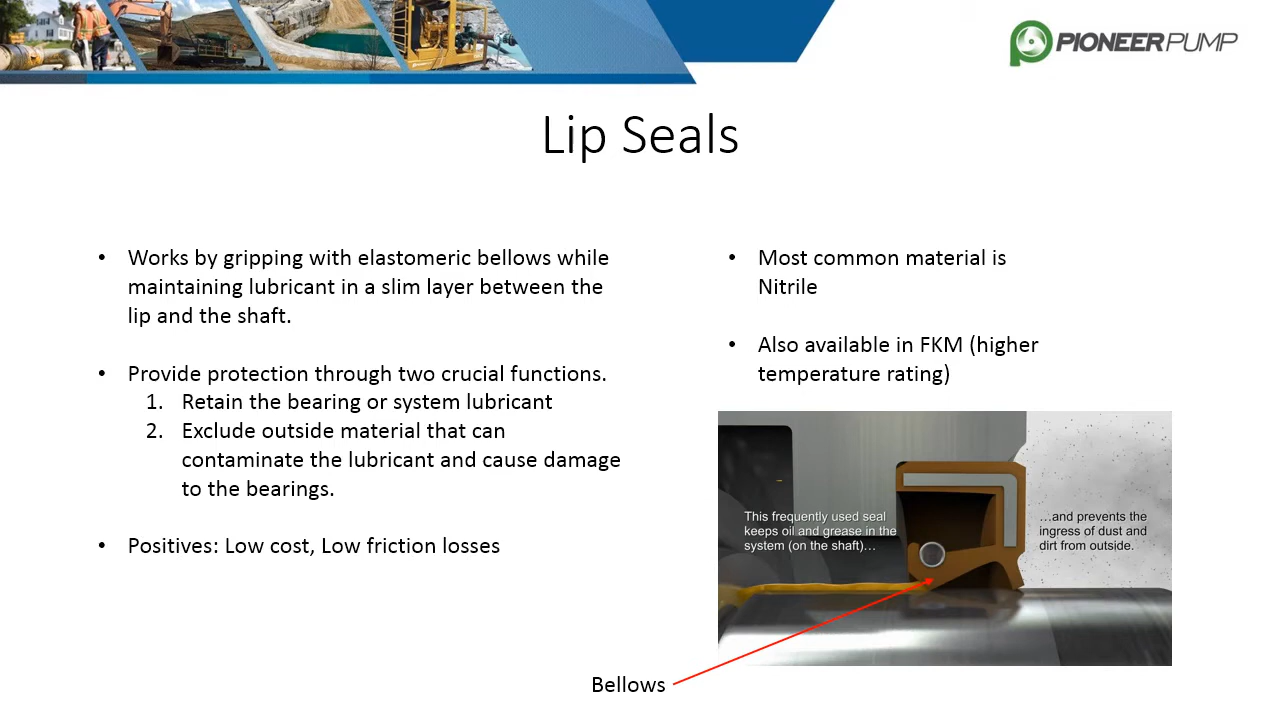 PIONEERPUMP
Lip Seals
• Works by gripping with elastomeric bellows while
maintaining lubricant in a slim layer between the
lip and the shaft.
• Provide protection through two crucial functions.
1. Retain the bearing or system lubricant
2. Exclude outside material that can
contaminate the lubricant and cause damage
to the bearings.
• Positives: Low cost, Low friction losses
• Most common material is
Nitrile
• Also available in FKM (higher
temperature rating)
This frequently used seal
keeps oil and grease in the
system (on the shaft)…
…and prevents the
ingress of dust and
dirt from outside.
Bellows